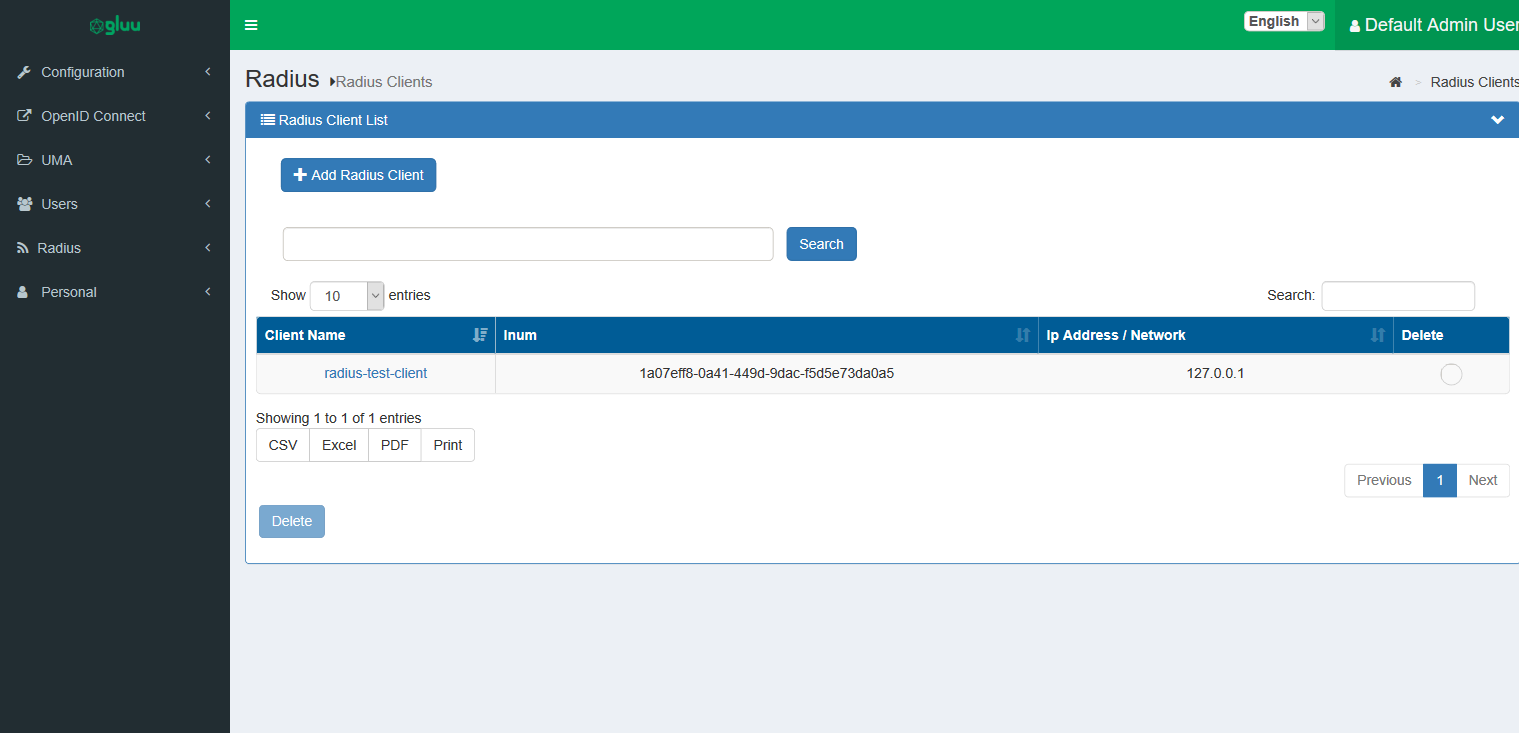 gluu
English
Default Admin User
Configuration
OpenID Connect
UMA
Users
Radius
Personal
Radius Radius Clients
> Radius Clients
Radius Client List
Add Radius Client
Search
Show 10 entries
Search:
Client Name Inum Ip Address / Network Delete
radius-test-client 1a07eff8-0a41-449d-9dac-f5d5e73da0a5 127.0.0.1
Showing 1 to 1 of 1 entries
CSV Excel PDF Print
Previous 1 Next
Delete